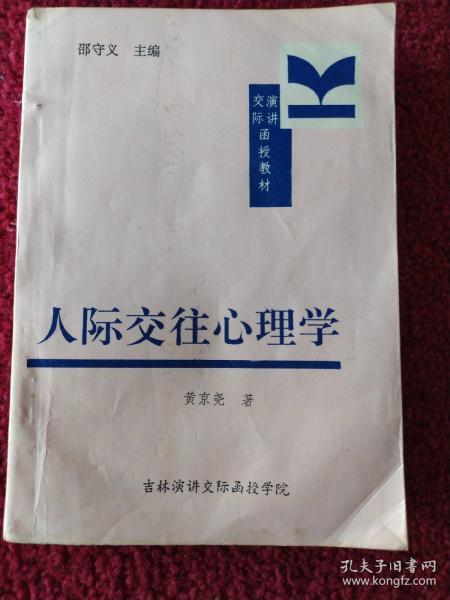 邵守义 主编
演讲
交际
函授教材
人际交往心理学
黄京尧 著
吉林演讲交际函授学院
孔夫子旧书网
www.kongfz.com